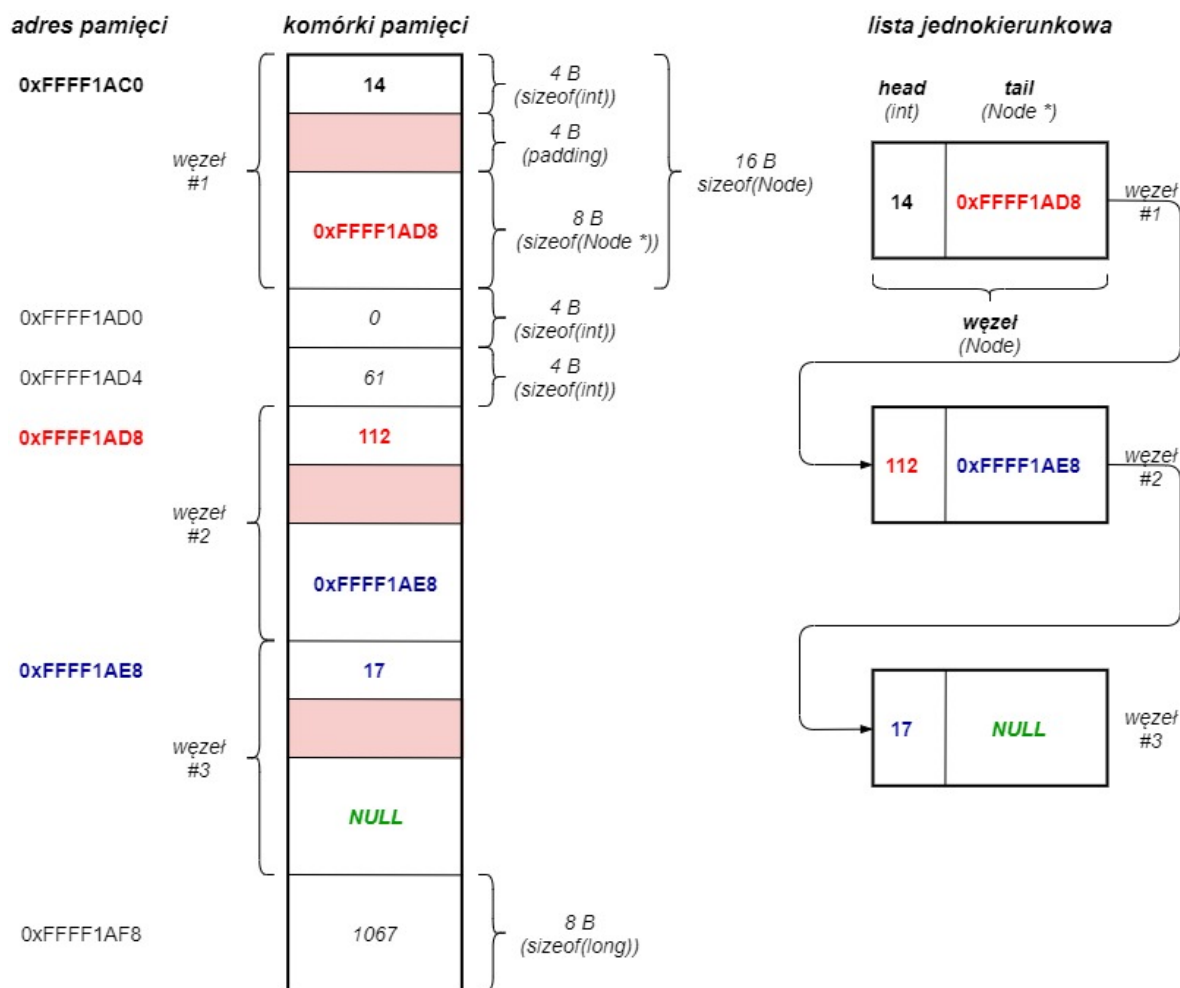 adres pamięci
komórki pamięci
lista jednokierunkowa
0xFFFF1AC0
węzeł
#1
14
4 B
(sizeof(int))
4 B
(padding)
0xFFFF1AD8
8 B
(sizeof(Node *))
16 B
sizeof(Node)
head
(int)
tail
(Node *)
14
0xFFFF1AD8
węzeł
#1
węzeł
(Node)
0xFFFF1AD0
0
4 B
(sizeof(int))
0xFFFF1AD4
61
4 B
(sizeof(int))
0xFFFF1AD8
węzeł
#2
112
0xFFFF1AE8
112
0xFFFF1AE8
węzeł
#2
0xFFFF1AE8
węzeł
#3
17
NULL
17
NULL
węzeł
#3
0xFFFF1AF8
1067
8 B
(sizeof(long))